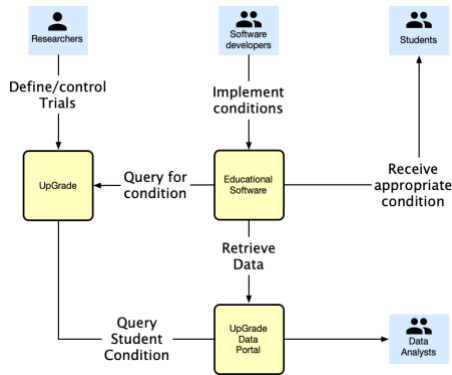 Researchers
Software
developers
Students
Define/control
Trials
Implement
conditions
UpGrade
Query for
condition
Educational
Software
Receive
appropriate
condition
Retrieve
Data
Query
Student
Condition
UpGrade
Data
Portal
Data
Analysts